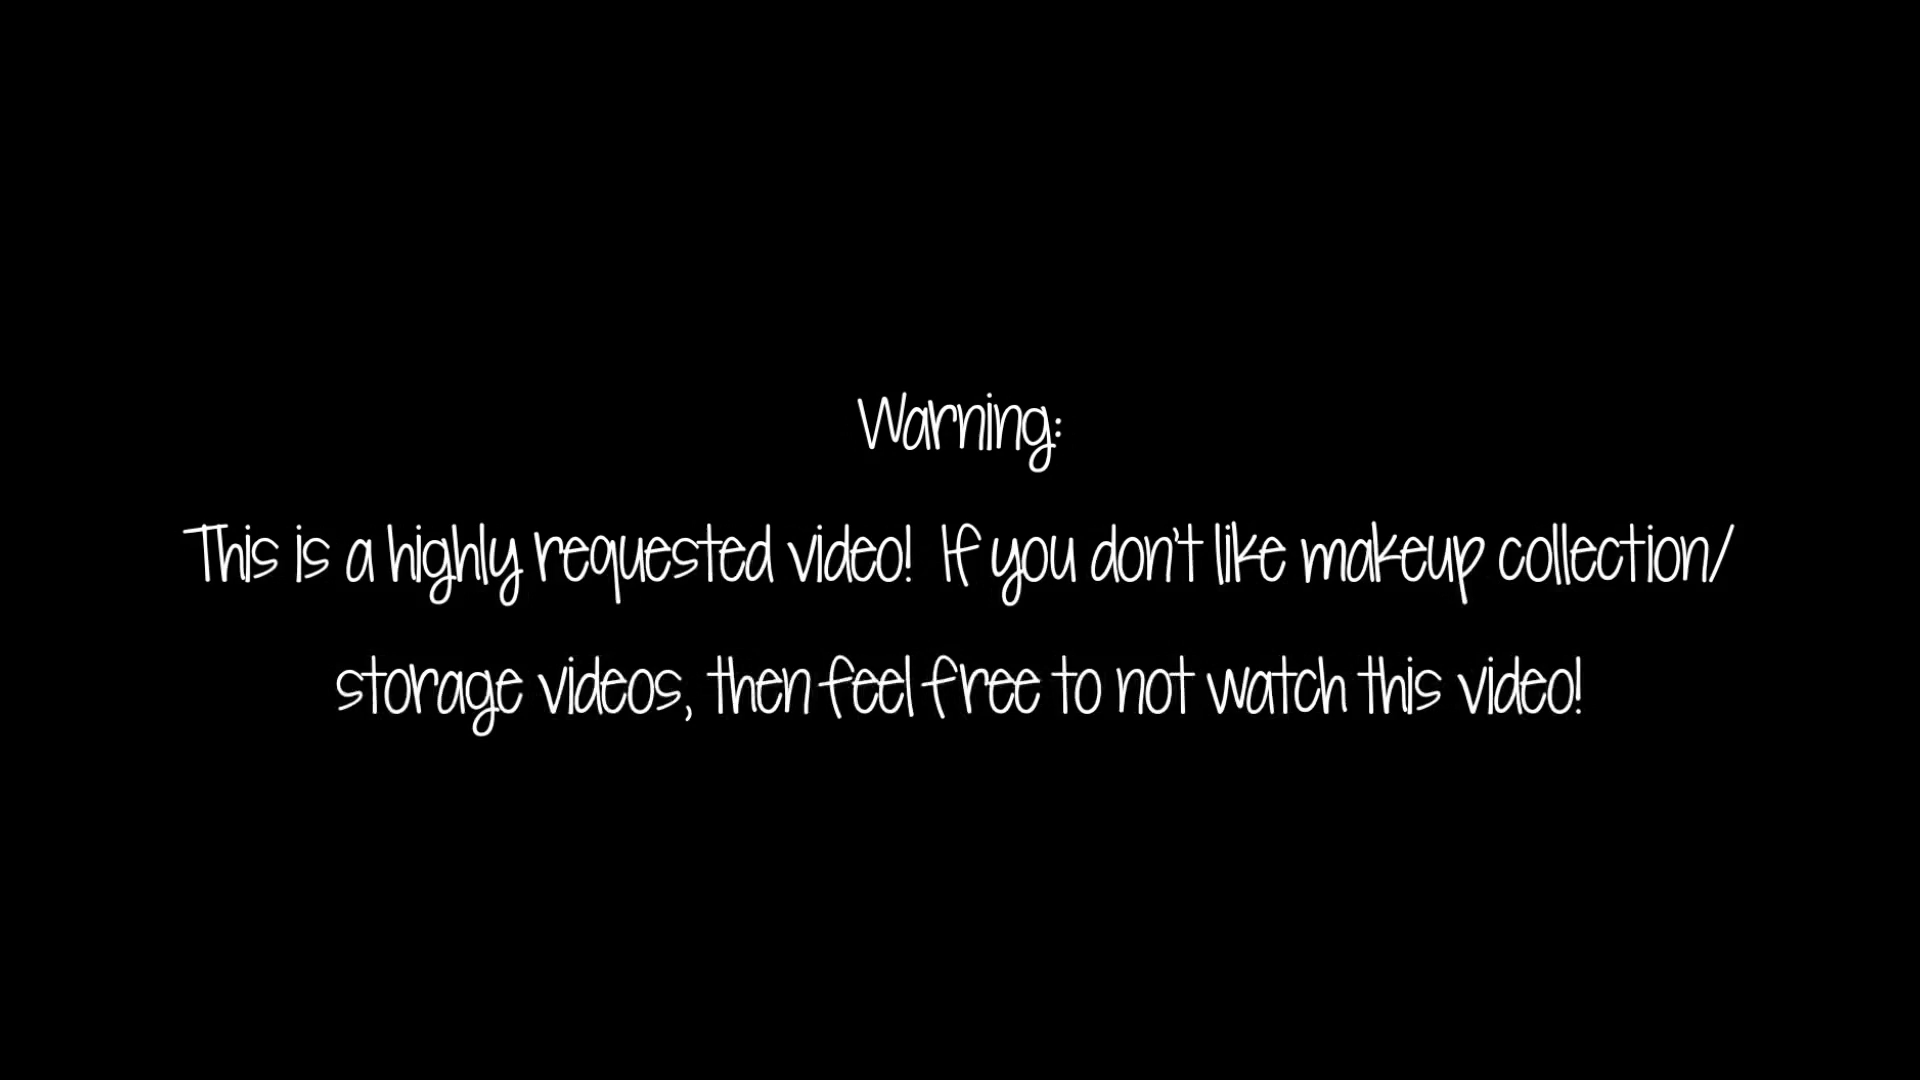 Warning:
This is a highly requested video!  If you don't like makeup collection/
storage videos, then feel free to not watch this video!